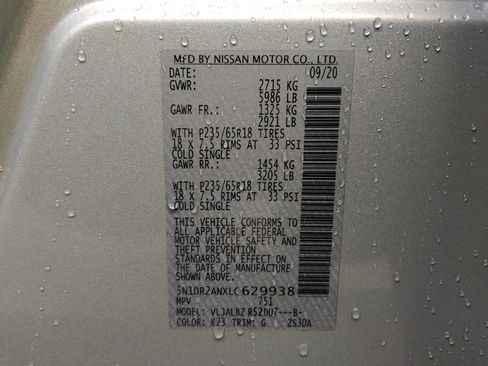 MFD BY NISSAN MOTOR CO., LTD.
DATE: 09/20
GVWR: 2715 KG
5986 LB
GAWR FR.: 1325 KG
2921 LB
WITH P235/65R18 TIRES
18 X 7.5 RIMS AT 33 PSI
COLD SINGLE
GAWR RR.: 1454 KG
3205 LB
WITH P235/65R18 TIRES
18 X 7.5 RIMS AT 33 PSI
COLD SINGLE
THIS VEHICLE CONFORMS TO
ALL APPLICABLE FEDERAL
MOTOR VEHICLE SAFETY AND
THEFT PREVENTION
STANDARDS IN EFFECT ON THE
DATE OF MANUFACTURE
SHOWN ABOVE.
5N1DR2ANXLC629938
MPV 751
MODEL: VLJALBZ R52DU7---B-
COLOR: K23 TRIM: G ZS30A